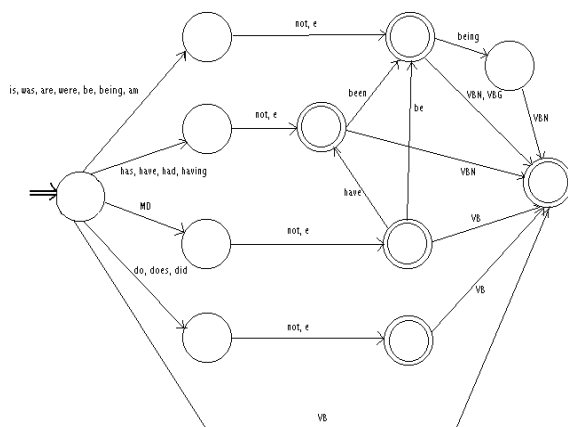 not, e
being
is, was, are, were, be, being, am
been
be
VBN, VBG
VBN
not, e
has, have, had, having
VBN
MD
have
VB
not, e
do, does, did
VB
not, e
VB